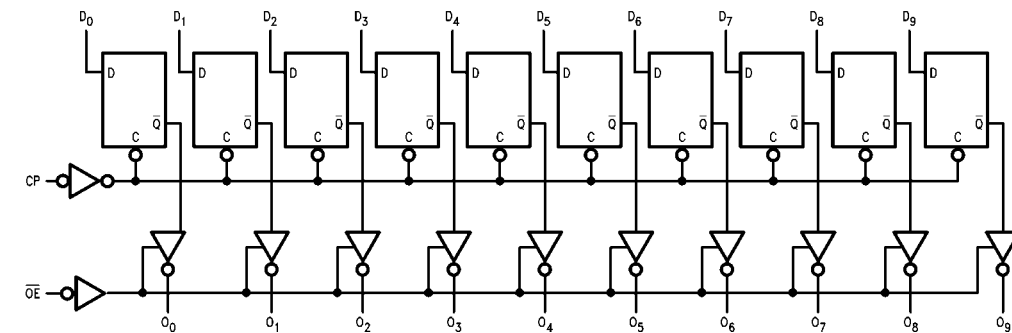 D0 D1 D2 D3 D4 D5 D6 D7 D8 D9
D D D D D D D D D D
Q̅ Q̅ Q̅ Q̅ Q̅ Q̅ Q̅ Q̅ Q̅ Q̅
C C C C C C C C C C
CP
O̅E̅
O0 O1 O2 O3 O4 O5 O6 O7 O8 O9